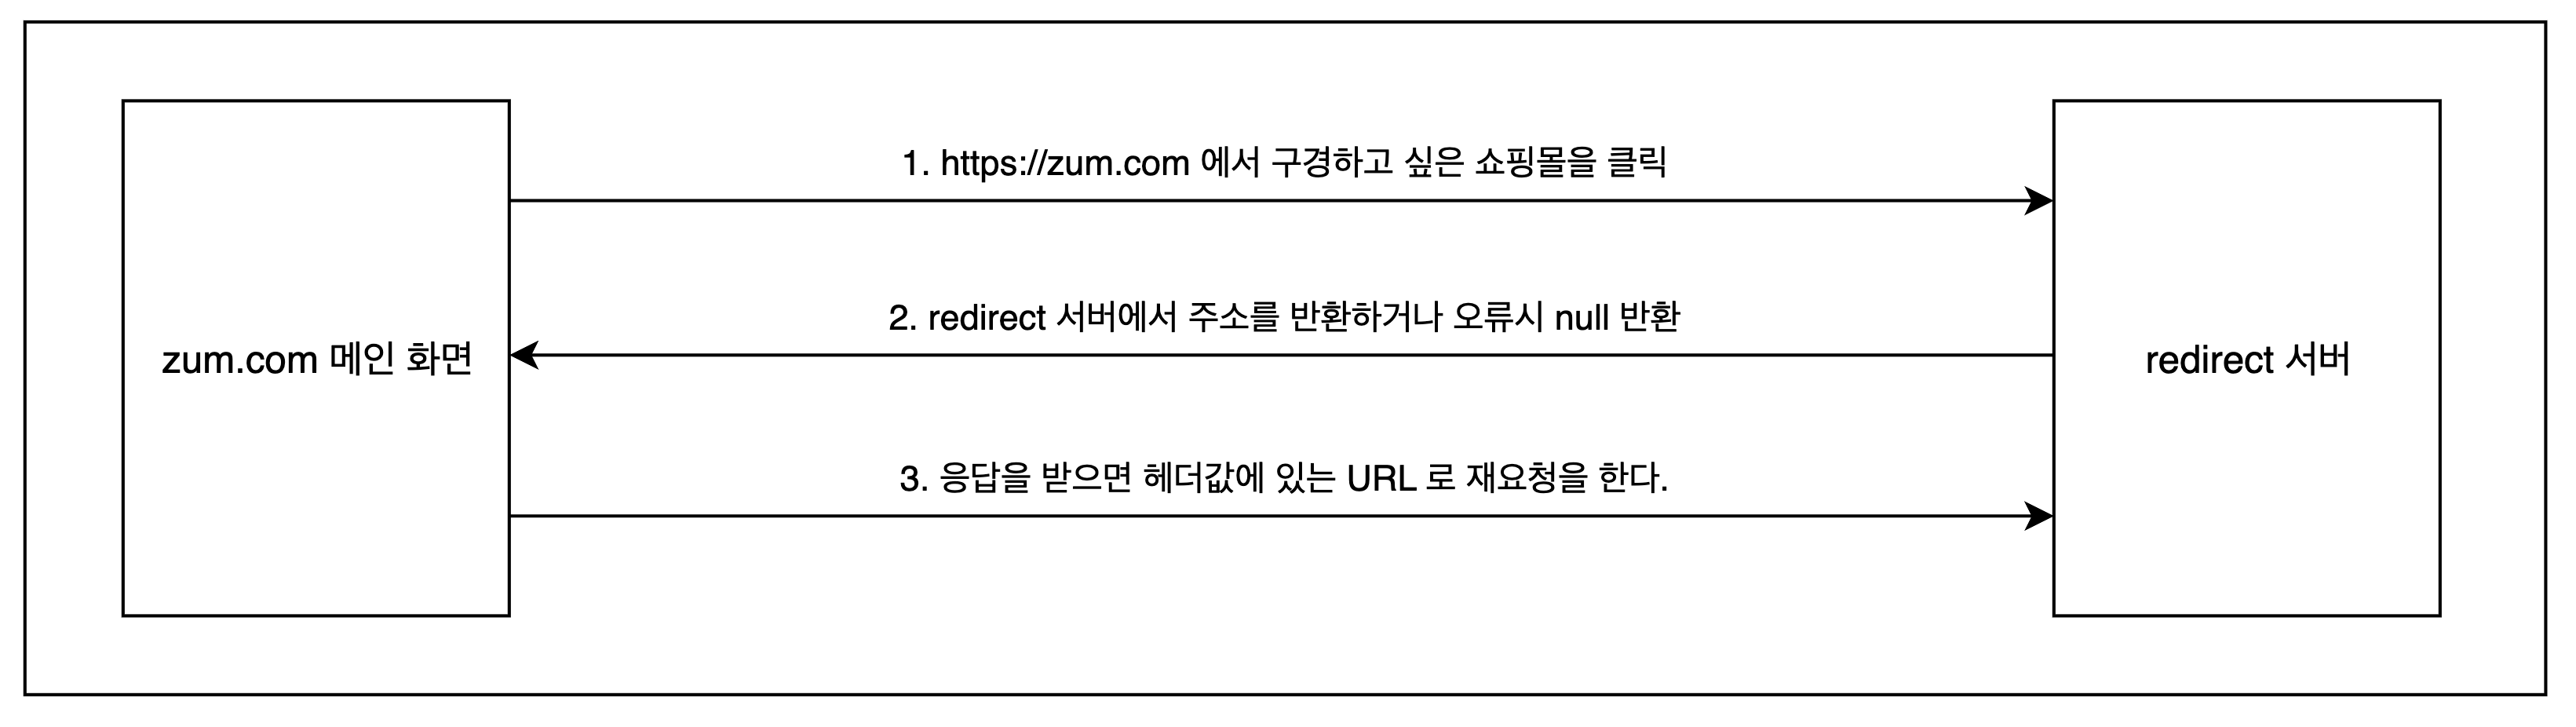 1. https://zum.com 에서 구경하고 싶은 쇼핑몰을 클릭
2. redirect 서버에서 주소를 반환하거나 오류시 null 반환
zum.com 메인 화면
redirect 서버
3. 응답을 받으면 헤더값에 있는 URL 로 재요청을 한다.